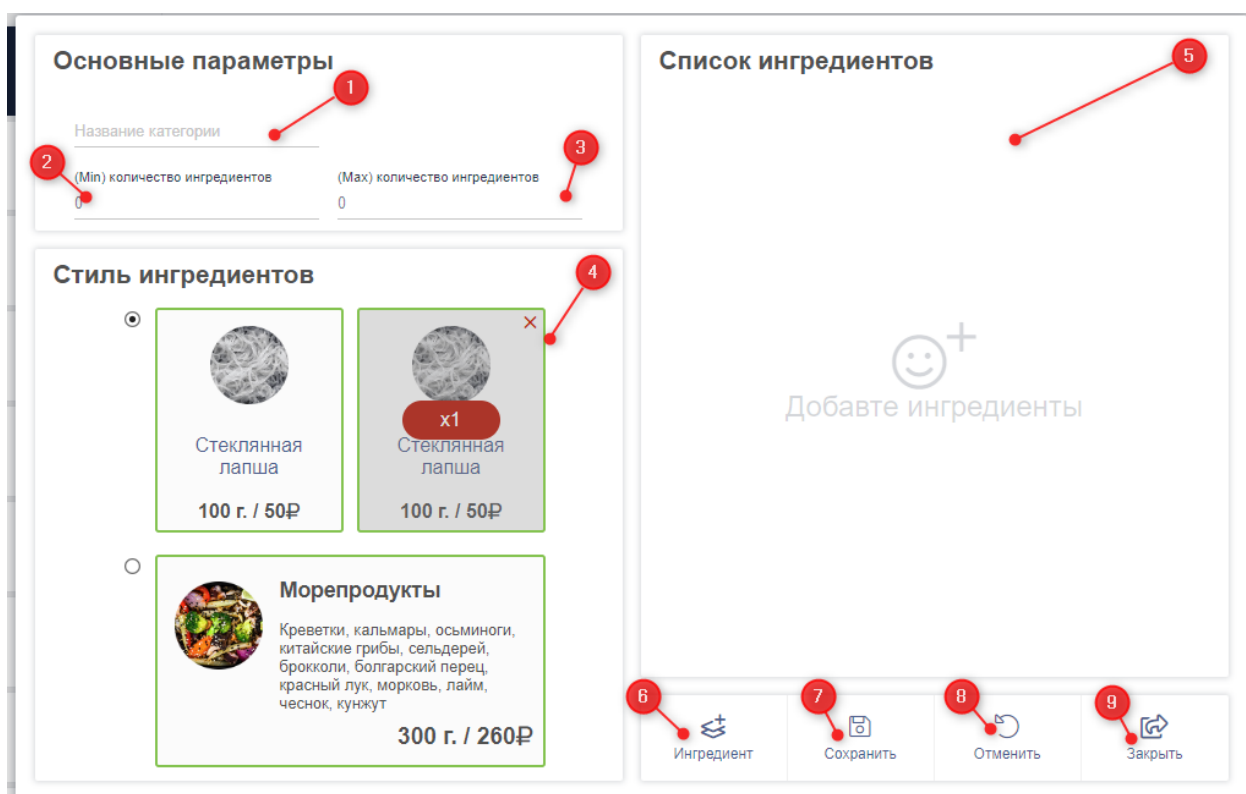 Основные параметры
1
Название категории
2
3
(Min) количество ингредиентов
(Max) количество ингредиентов
0
0
Стиль ингредиентов
4
x1
Стеклянная
лапша
100 г. / 50₽
Стеклянная
лапша
100 г. / 50₽
Морепродукты
Креветки, кальмары, осьминоги,
китайские грибы, сельдерей,
брокколи, болгарский перец,
красный лук, морковь, лайм,
чеснок, кунжут
300 г. / 260₽
Список ингредиентов
5
Добавте ингредиенты
6
7
8
9
Ингредиент
Сохранить
Отменить
Закрыть